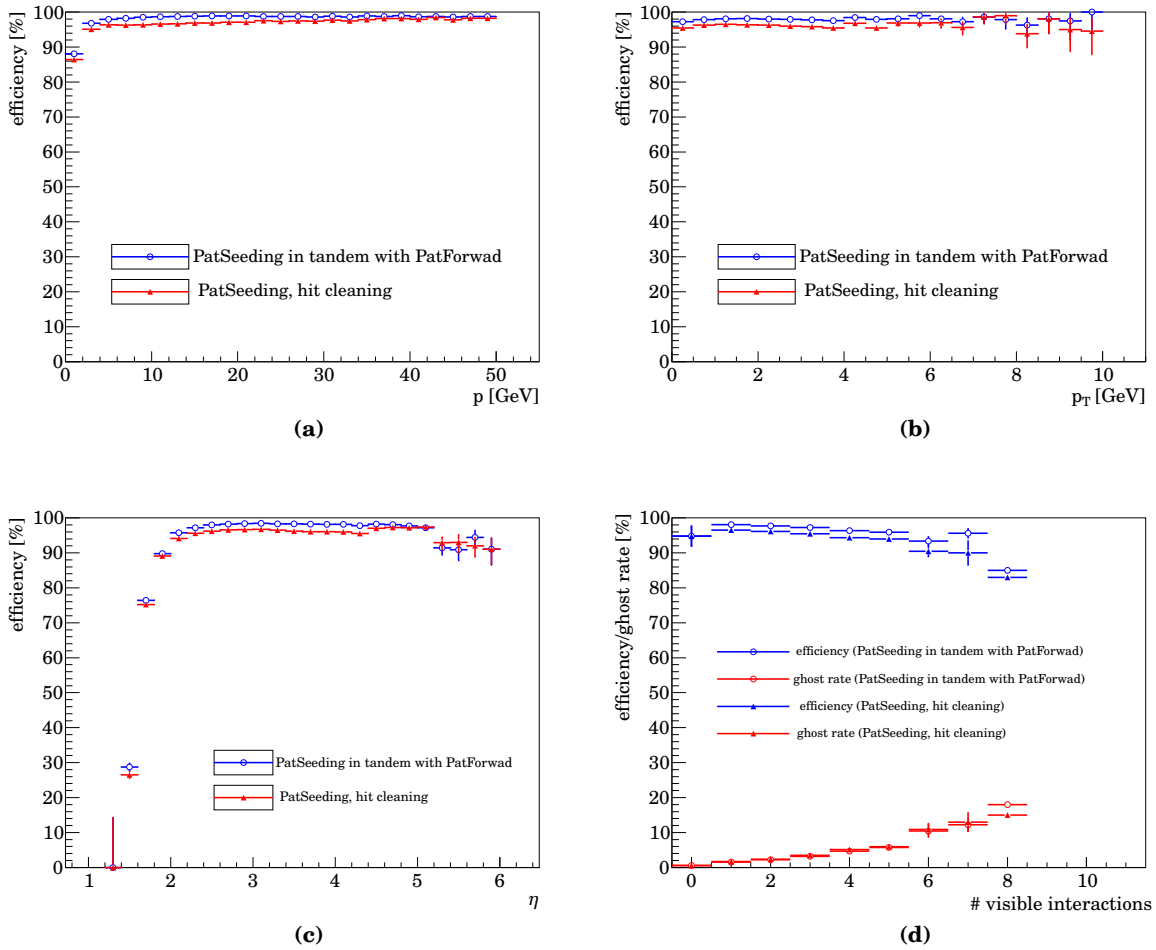 efficiency [%]
100
90
80
70
60
50
40
30
20
10
0
PatSeeding in tandem with PatForwad
PatSeeding, hit cleaning
0 10 20 30 40 50 60
p [GeV]
(a)
efficiency [%]
100
90
80
70
60
50
40
30
20
10
0
PatSeeding in tandem with PatForwad
PatSeeding, hit cleaning
0 2 4 6 8 10
p_T [GeV]
(b)
efficiency [%]
100
90
80
70
60
50
40
30
20
10
0
PatSeeding in tandem with PatForwad
PatSeeding, hit cleaning
1 2 3 4 5 6
η
(c)
efficiency/ghost rate [%]
100
90
80
70
60
50
40
30
20
10
0
efficiency (PatSeeding in tandem with PatForwad)
ghost rate (PatSeeding in tandem with PatForwad)
efficiency (PatSeeding, hit cleaning)
ghost rate (PatSeeding, hit cleaning)
0 2 4 6 8 10
# visible interactions
(d)